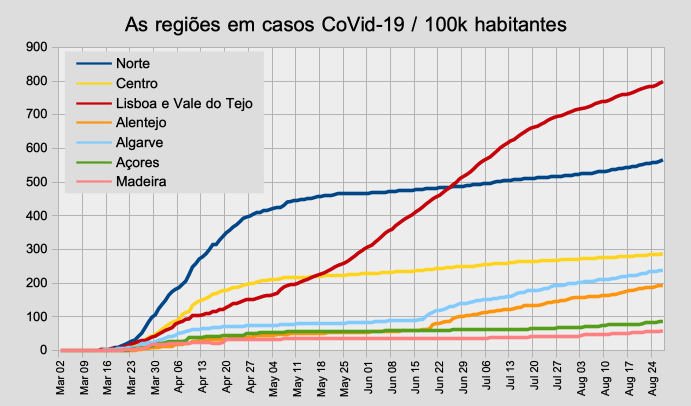 As regiões em casos CoVid-19 / 100k habitantes
900
800
700
600
500
400
300
200
100
0
Norte
Centro
Lisboa e Vale do Tejo
Alentejo
Algarve
Açores
Madeira
Mar 02
Mar 09
Mar 16
Mar 23
Mar 30
Apr 06
Apr 13
Apr 20
Apr 27
May 04
May 11
May 18
May 25
Jun 01
Jun 08
Jun 15
Jun 22
Jun 29
Jul 06
Jul 13
Jul 20
Jul 27
Aug 03
Aug 10
Aug 17
Aug 24